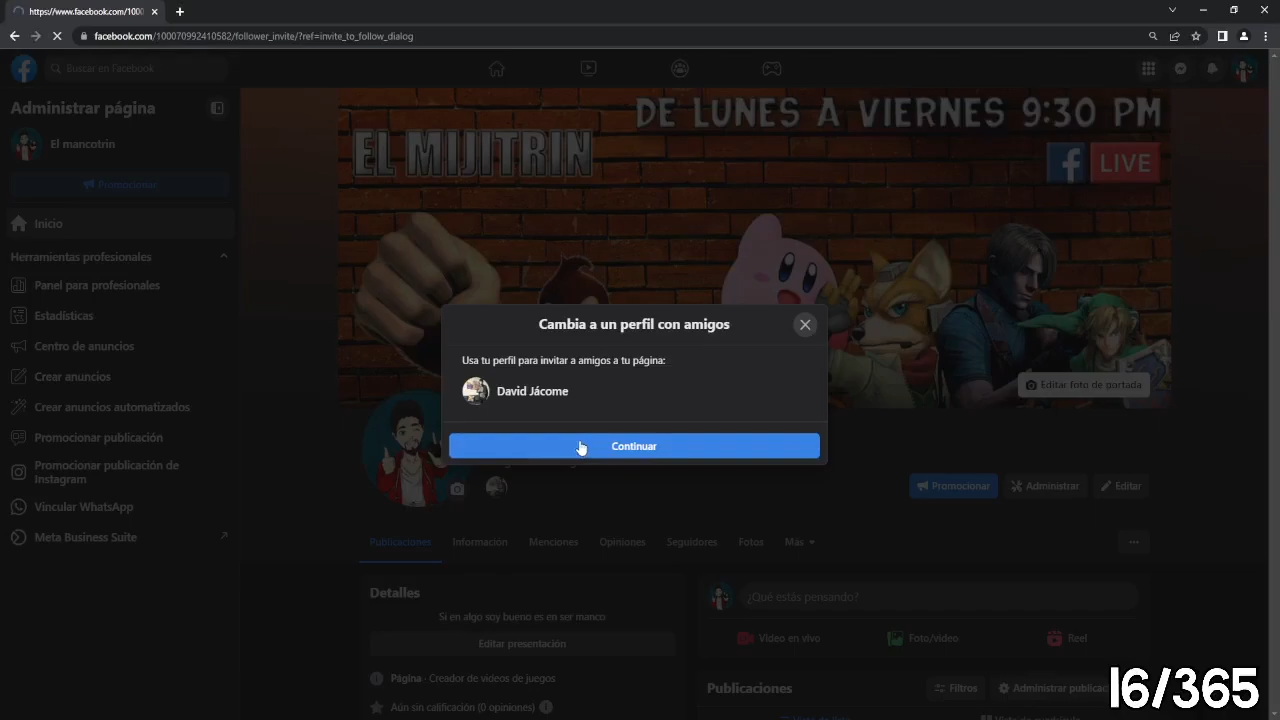 https://www.facebook.com/1000
facebook.com/100070992410582/follower_invite/?ref=invite_to_follow_dialog
Buscar en Facebook
Administrar página
El mancotrin
Promocionar
Inicio
Herramientas profesionales
Panel para profesionales
Estadísticas
Centro de anuncios
Crear anuncios
Crear anuncios automatizados
Promocionar publicación
Promocionar publicación de
Instagram
Vincular WhatsApp
Meta Business Suite
DE LUNES A VIERNES 9:30 PM
EL MIJITRIN
f LIVE
Editar foto de portada
Cambia a un perfil con amigos
Usa tu perfil para invitar a amigos a tu página:
David Jácome
Continuar
Promocionar
Administrar
Editar
Publicaciones
Información
Menciones
Opiniones
Seguidores
Fotos
Más
Detalles
Si en algo soy bueno es en ser manco
Editar presentación
Página · Creador de videos de juegos
Aún sin calificación (0 opiniones)
¿Qué estás pensando?
Video en vivo
Foto/video
Reel
Publicaciones
Filtros
Administrar publicac
16/365